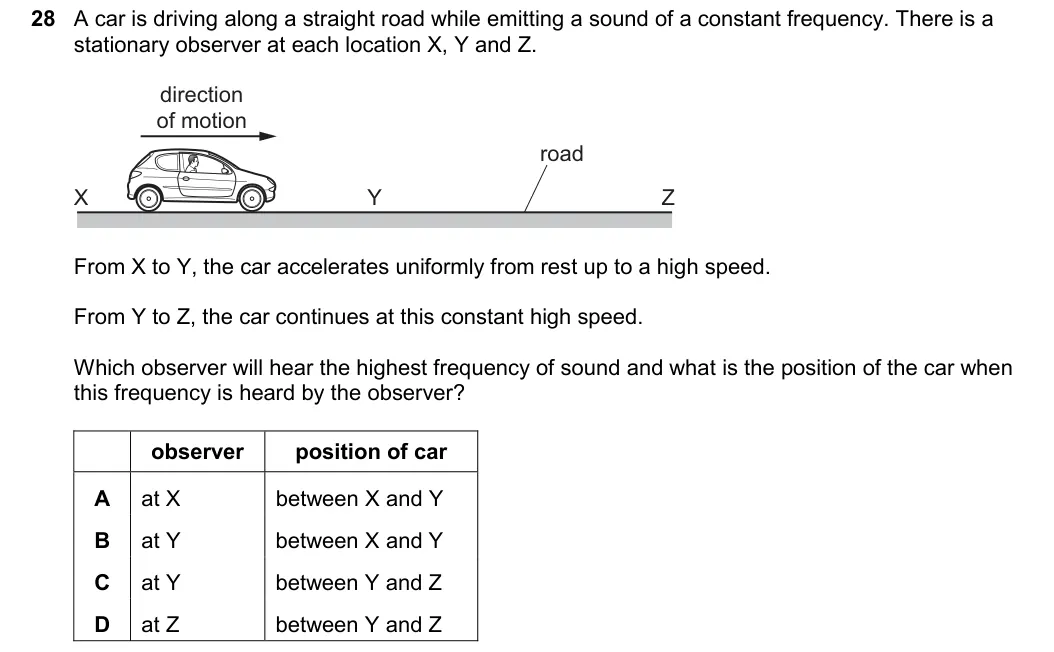 28 A car is driving along a straight road while emitting a sound of a constant frequency. There is a
stationary observer at each location X, Y and Z.
direction
of motion
road
X Y Z
From X to Y, the car accelerates uniformly from rest up to a high speed.
From Y to Z, the car continues at this constant high speed.
Which observer will hear the highest frequency of sound and what is the position of the car when
this frequency is heard by the observer?
observer position of car
A at X between X and Y
B at Y between X and Y
C at Y between Y and Z
D at Z between Y and Z